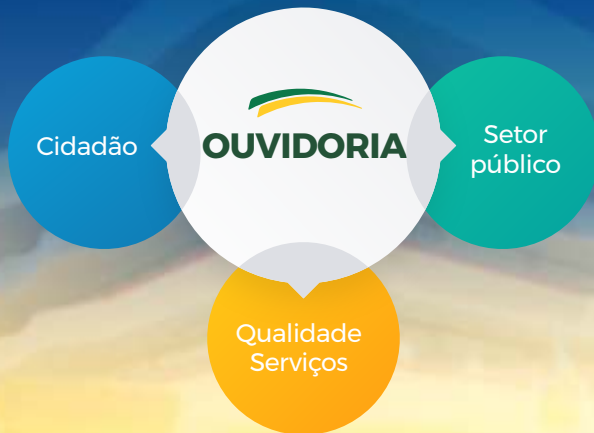 Cidadão
OUVIDORIA
Setor
público
Qualidade
Serviços